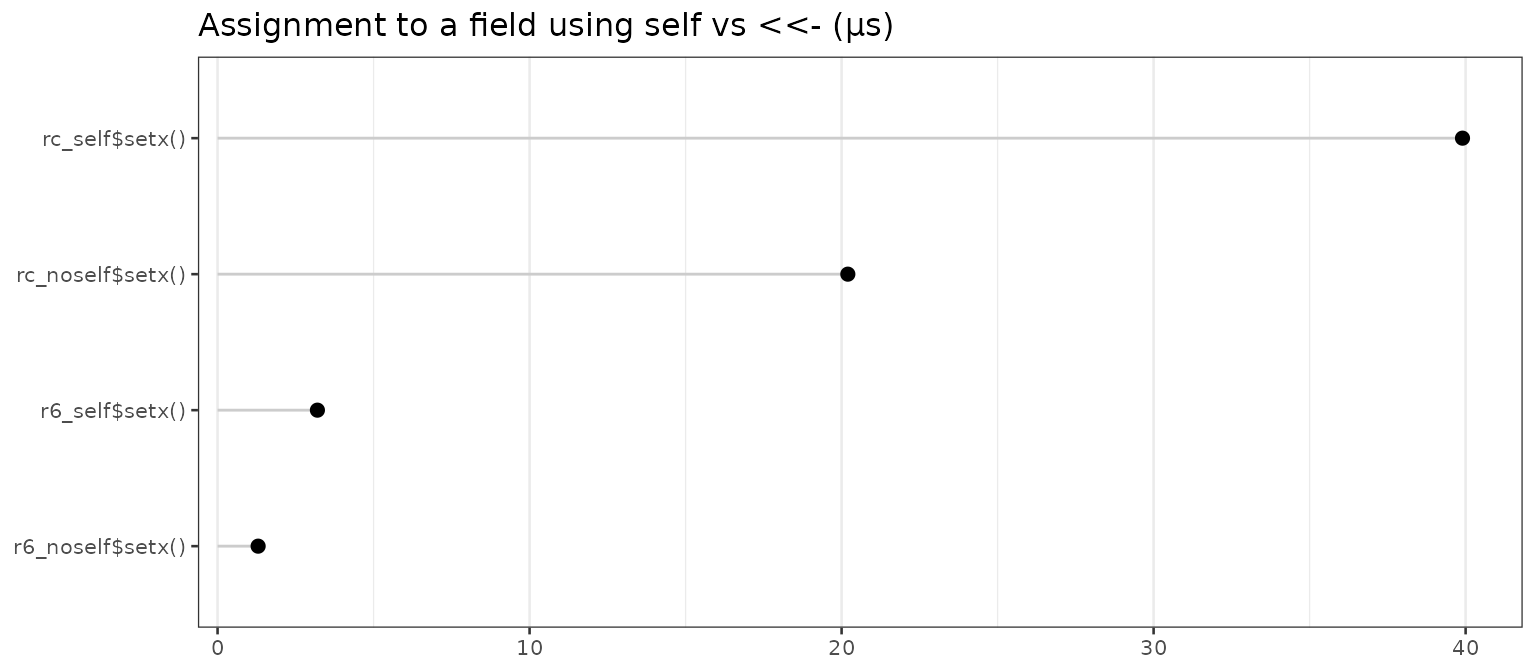 Assignment to a field using self vs <<- (µs)
rc_self$setx()
rc_noself$setx()
r6_self$setx()
r6_noself$setx()
0 10 20 30 40